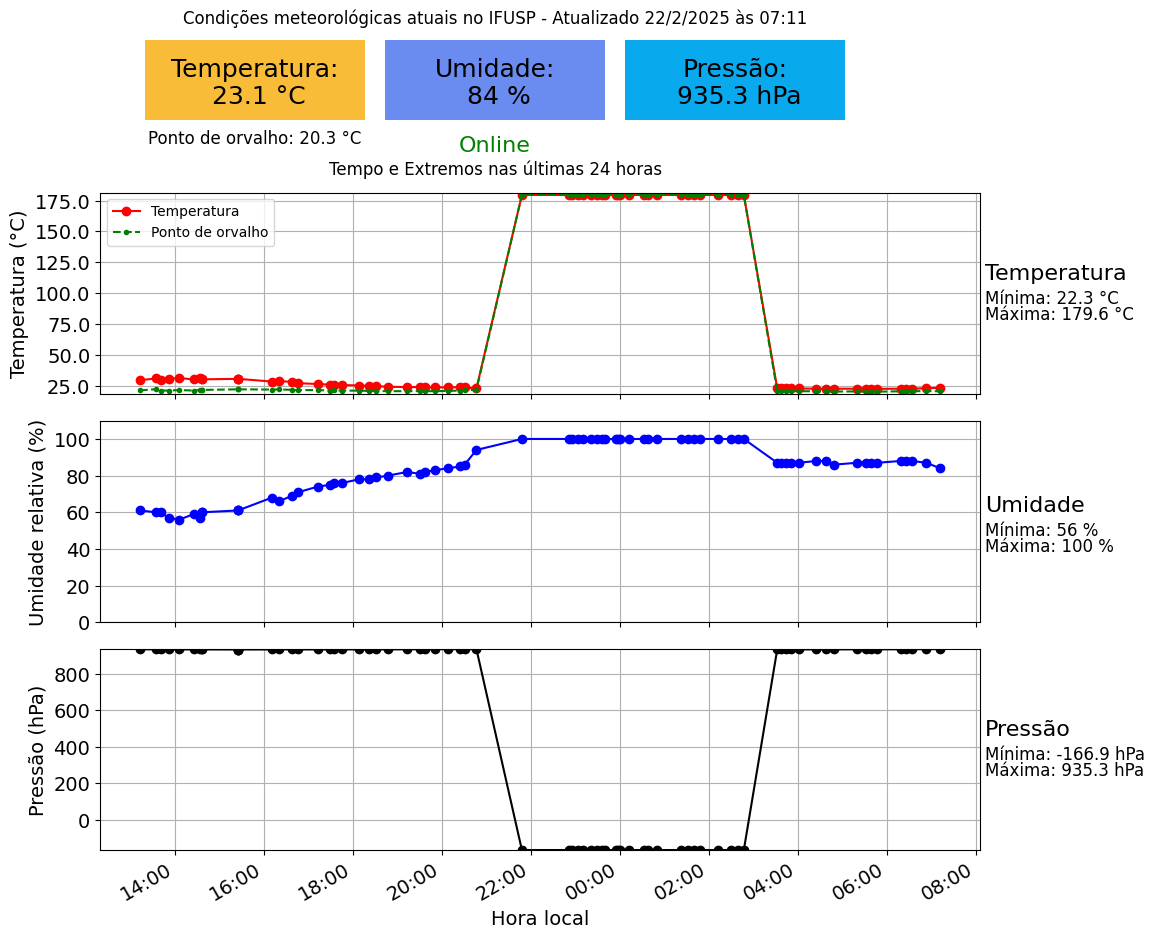 Condições meteorológicas atuais no IFUSP - Atualizado 22/2/2025 às 07:11
Temperatura:
23.1 °C
Umidade:
84 %
Pressão:
935.3 hPa
Ponto de orvalho: 20.3 °C
Online
Tempo e Extremos nas últimas 24 horas
Temperatura (°C)
175.0
150.0
125.0
100.0
75.0
50.0
25.0
Temperatura
Ponto de orvalho
Temperatura
Mínima: 22.3 °C
Máxima: 179.6 °C
Umidade relativa (%)
100
80
60
40
20
0
Umidade
Mínima: 56 %
Máxima: 100 %
Pressão (hPa)
800
600
400
200
0
Pressão
Mínima: -166.9 hPa
Máxima: 935.3 hPa
14:00
16:00
18:00
20:00
22:00
00:00
02:00
04:00
06:00
08:00
Hora local